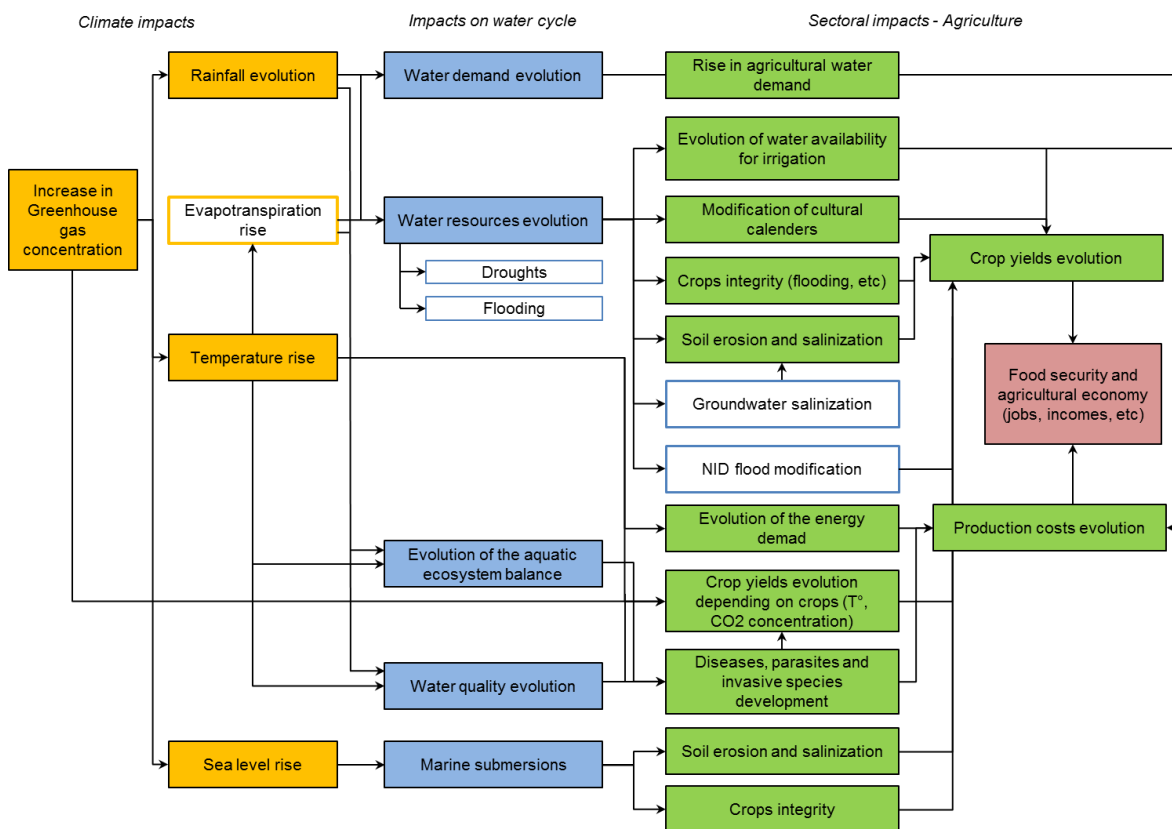 Climate impacts
Impacts on water cycle
Sectoral impacts - Agriculture
Rainfall evolution
Water demand evolution
Rise in agricultural water
demand
Evolution of water availability
for irrigation
Increase in
Greenhouse
gas
concentration
Evapotranspiration
rise
Water resources evolution
Modification of cultural
calenders
Crop yields evolution
Droughts
Crops integrity (flooding, etc)
Flooding
Soil erosion and salinization
Temperature rise
Food security and
agricultural economy
(jobs, incomes, etc)
Groundwater salinization
NID flood modification
Evolution of the energy
demad
Production costs evolution
Evolution of the aquatic
ecosystem balance
Crop yields evolution
depending on crops (T°,
CO2 concentration)
Water quality evolution
Diseases, parasites and
invasive species
development
Sea level rise
Marine submersions
Soil erosion and salinization
Crops integrity